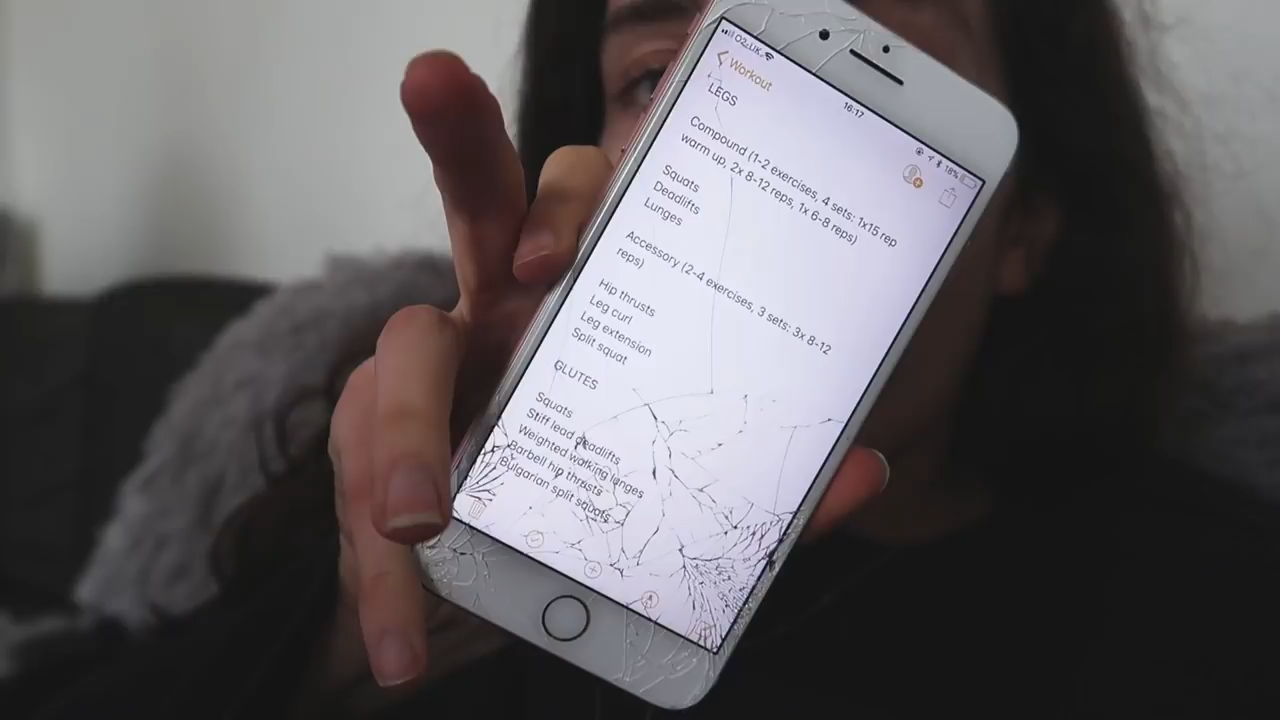 O2-UK
16:17
18%
Workout
LEGS
Compound (1-2 exercises, 4 sets: 1x15 rep
warm up, 2x 8-12 reps, 1x 6-8 reps)
Squats
Deadlifts
Lunges
Accessory (2-4 exercises, 3 sets: 3x 8-12
reps)
Hip thrusts
Leg curl
Leg extension
Split squat
GLUTES
Squats
Stiff lead deadlifts
Weighted walking lunges
Barbell hip thrusts
Bulgarian split squats